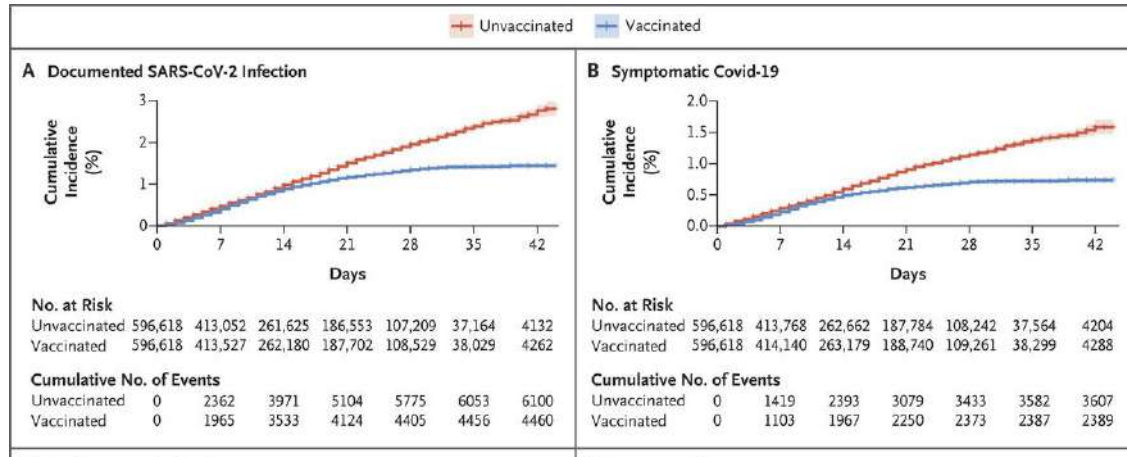 Unvaccinated Vaccinated
A Documented SARS-CoV-2 Infection
Cumulative
Incidence
(%)
3
2
1
0
0 7 14 21 28 35 42
Days
No. at Risk
Unvaccinated 596,618 413,052 261,625 186,553 107,209 37,164 4132
Vaccinated 596,618 413,527 262,180 187,702 108,529 38,029 4262
Cumulative No. of Events
Unvaccinated 0 2362 3971 5104 5775 6053 6100
Vaccinated 0 1965 3533 4124 4405 4456 4460
B Symptomatic Covid-19
Cumulative
Incidence
(%)
2.0
1.5
1.0
0.5
0.0
0 7 14 21 28 35 42
Days
No. at Risk
Unvaccinated 596,618 413,768 262,662 187,784 108,242 37,564 4204
Vaccinated 596,618 414,140 263,179 188,740 109,261 38,299 4288
Cumulative No. of Events
Unvaccinated 0 1419 2393 3079 3433 3582 3607
Vaccinated 0 1103 1967 2250 2373 2387 2389